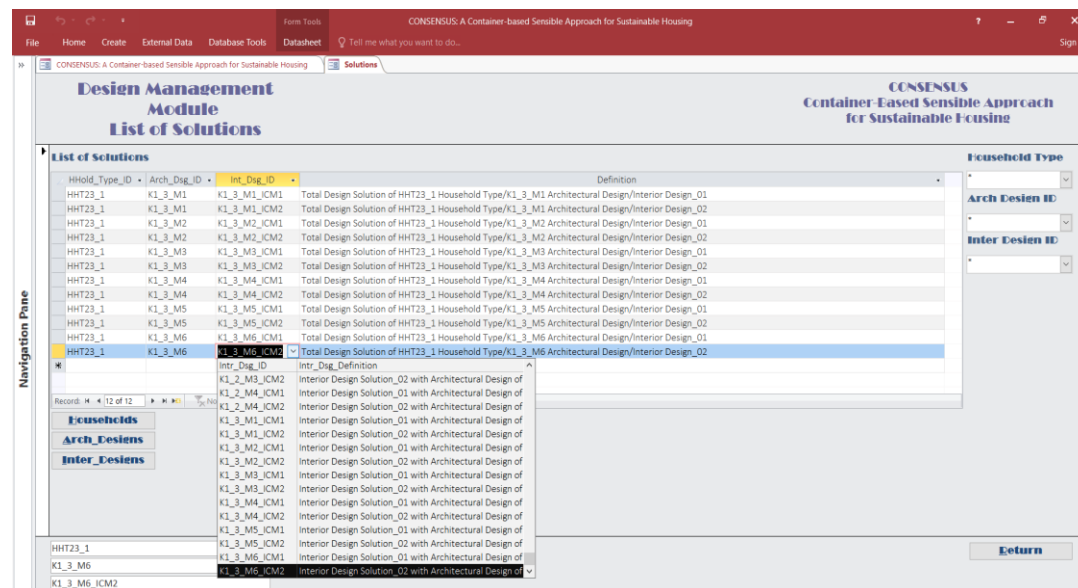 Form Tools
CONSENSUS: A Container-based Sensible Approach for Sustainable Housing
?
File Home Create External Data Database Tools Datasheet Tell me what you want to do...
Sign
CONSENSUS: A Container-based Sensible Approach for Sustainable Housing
Solutions
Design Management
Module
List of Solutions
CONSENSUS
Container-Based Sensible Approach
for Sustainable Housing
Navigation Pane
List of Solutions
HHold_Type_ID Arch_Dsg_ID Int_Dsg_ID Definition
HHT23_1 K1_3_M1 K1_3_M1_ICM1 Total Design Solution of HHT23_1 Household Type/K1_3_M1 Architectural Design/Interior Design_01
HHT23_1 K1_3_M1 K1_3_M1_ICM2 Total Design Solution of HHT23_1 Household Type/K1_3_M1 Architectural Design/Interior Design_02
HHT23_1 K1_3_M2 K1_3_M2_ICM1 Total Design Solution of HHT23_1 Household Type/K1_3_M2 Architectural Design/Interior Design_01
HHT23_1 K1_3_M2 K1_3_M2_ICM2 Total Design Solution of HHT23_1 Household Type/K1_3_M2 Architectural Design/Interior Design_02
HHT23_1 K1_3_M3 K1_3_M3_ICM1 Total Design Solution of HHT23_1 Household Type/K1_3_M3 Architectural Design/Interior Design_01
HHT23_1 K1_3_M3 K1_3_M3_ICM2 Total Design Solution of HHT23_1 Household Type/K1_3_M3 Architectural Design/Interior Design_02
HHT23_1 K1_3_M4 K1_3_M4_ICM1 Total Design Solution of HHT23_1 Household Type/K1_3_M4 Architectural Design/Interior Design_01
HHT23_1 K1_3_M4 K1_3_M4_ICM2 Total Design Solution of HHT23_1 Household Type/K1_3_M4 Architectural Design/Interior Design_02
HHT23_1 K1_3_M5 K1_3_M5_ICM1 Total Design Solution of HHT23_1 Household Type/K1_3_M5 Architectural Design/Interior Design_01
HHT23_1 K1_3_M5 K1_3_M5_ICM2 Total Design Solution of HHT23_1 Household Type/K1_3_M5 Architectural Design/Interior Design_02
HHT23_1 K1_3_M6 K1_3_M6_ICM1 Total Design Solution of HHT23_1 Household Type/K1_3_M6 Architectural Design/Interior Design_01
HHT23_1 K1_3_M6 K1_3_M6_ICM2 Total Design Solution of HHT23_1 Household Type/K1_3_M6 Architectural Design/Interior Design_02
Intr_Dsg_ID Intr_Dsg_Definition
K1_2_M3_ICM2 Interior Design Solution_02 with Architectural Design of
K1_2_M4_ICM1 Interior Design Solution_01 with Architectural Design of
K1_2_M4_ICM2 Interior Design Solution_02 with Architectural Design of
K1_3_M1_ICM1 Interior Design Solution_01 with Architectural Design of
K1_3_M1_ICM2 Interior Design Solution_02 with Architectural Design of
K1_3_M2_ICM1 Interior Design Solution_01 with Architectural Design of
K1_3_M2_ICM2 Interior Design Solution_02 with Architectural Design of
K1_3_M3_ICM1 Interior Design Solution_01 with Architectural Design of
K1_3_M3_ICM2 Interior Design Solution_02 with Architectural Design of
K1_3_M4_ICM1 Interior Design Solution_01 with Architectural Design of
K1_3_M4_ICM2 Interior Design Solution_02 with Architectural Design of
K1_3_M5_ICM1 Interior Design Solution_01 with Architectural Design of
K1_3_M5_ICM2 Interior Design Solution_02 with Architectural Design of
K1_3_M6_ICM1 Interior Design Solution_01 with Architectural Design of
K1_3_M6_ICM2 Interior Design Solution_02 with Architectural Design of
Record: 12 of 12 No
Households
Arch_Designs
Inter_Designs
Household Type
*
Arch Design ID
*
Inter Design ID
*
HHT23_1
K1_3_M6
K1_3_M6_ICM2
Return